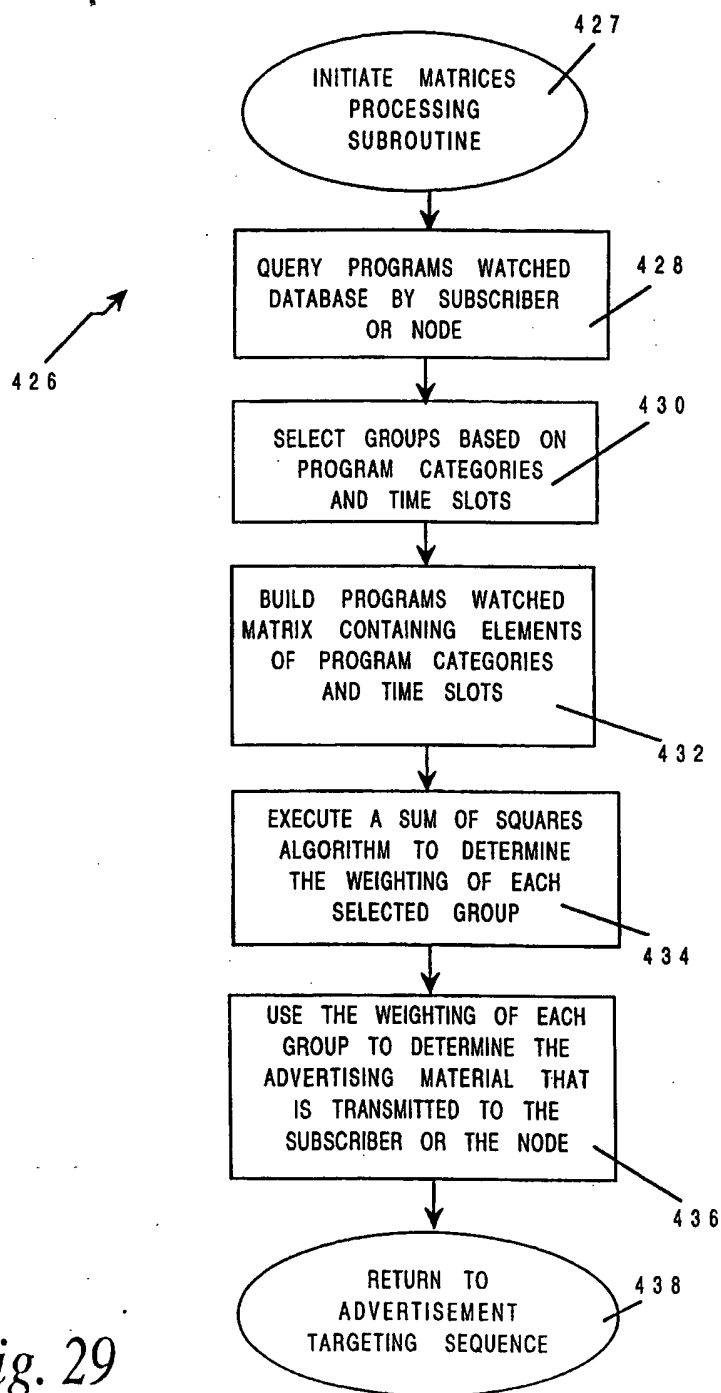 427
INITIATE MATRICES
PROCESSING
SUBROUTINE
QUERY PROGRAMS WATCHED
DATABASE BY SUBSCRIBER
OR NODE
428
426
SELECT GROUPS BASED ON
PROGRAM CATEGORIES
AND TIME SLOTS
430
BUILD PROGRAMS WATCHED
MATRIX CONTAINING ELEMENTS
OF PROGRAM CATEGORIES
AND TIME SLOTS
432
EXECUTE A SUM OF SQUARES
ALGORITHM TO DETERMINE
THE WEIGHTING OF EACH
SELECTED GROUP
434
USE THE WEIGHTING OF EACH
GROUP TO DETERMINE THE
ADVERTISING MATERIAL THAT
IS TRANSMITTED TO THE
SUBSCRIBER OR THE NODE
436
RETURN TO
ADVERTISEMENT
TARGETING SEQUENCE
438
ig. 29